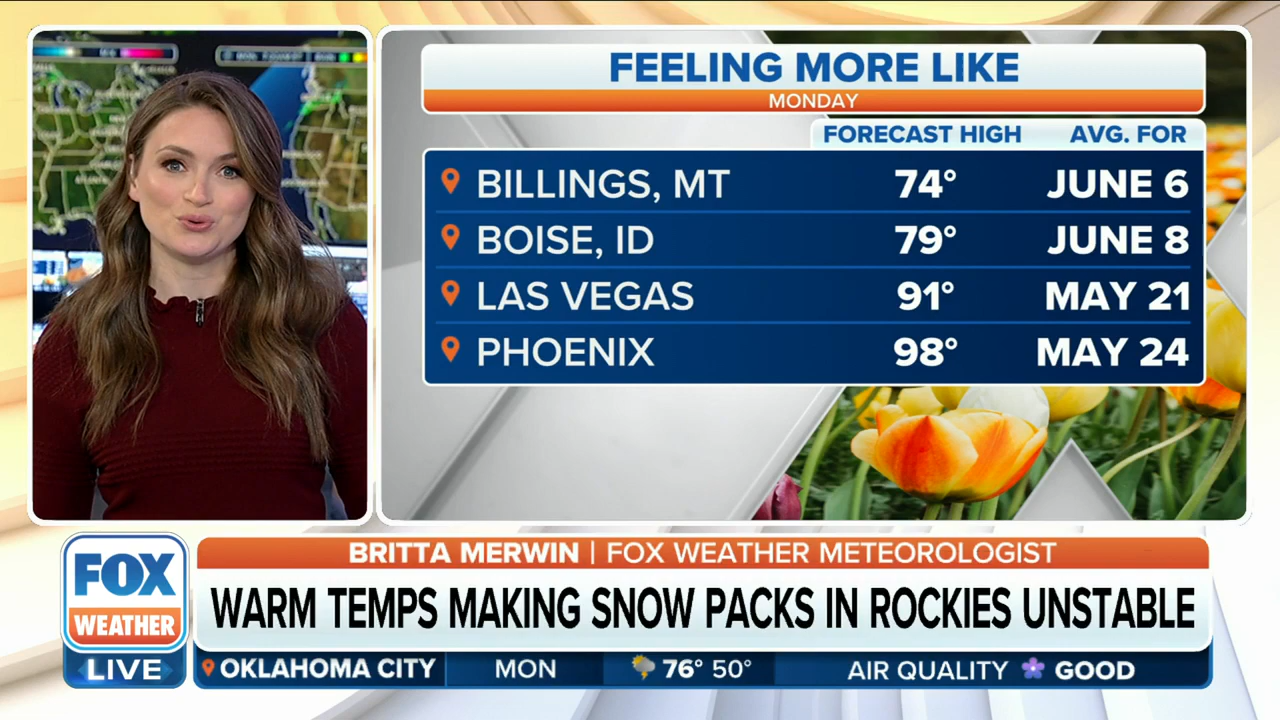 FEELING MORE LIKE
MONDAY
FORECAST HIGH AVG. FOR
BILLINGS, MT 74° JUNE 6
BOISE, ID 79° JUNE 8
LAS VEGAS 91° MAY 21
PHOENIX 98° MAY 24
BRITTA MERWIN | FOX WEATHER METEOROLOGIST
WARM TEMPS MAKING SNOW PACKS IN ROCKIES UNSTABLE
FOX
WEATHER
LIVE
OKLAHOMA CITY MON 76° 50° AIR QUALITY GOOD